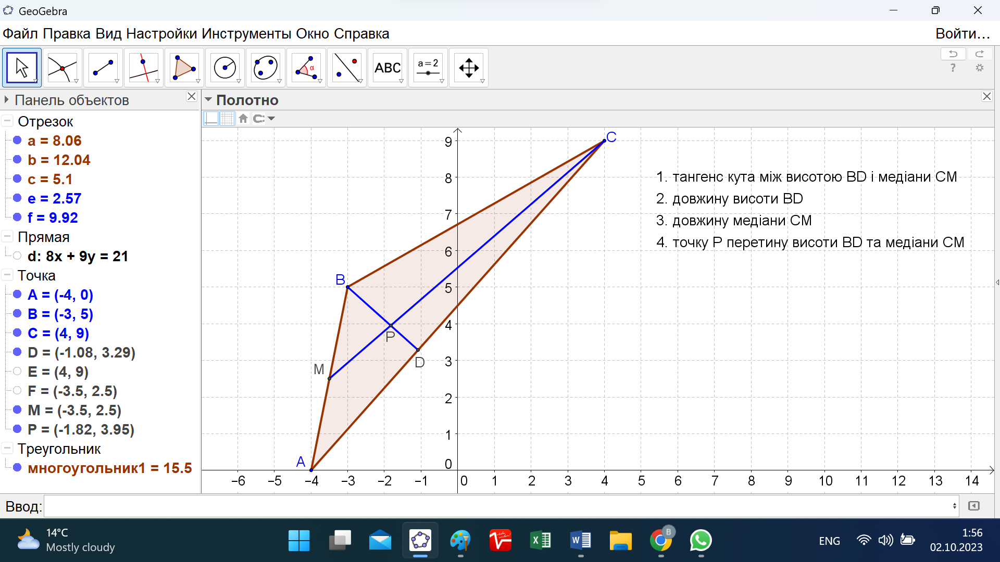 GeoGebra
Файл Правка Вид Настройки Инструменты Окно Справка
Войти...
ABC
a = 2
α
?
Панель объектов
Полотно
Отрезок
a = 8.06
b = 12.04
c = 5.1
e = 2.57
f = 9.92
Прямая
d: 8x + 9y = 21
Точка
A = (-4, 0)
B = (-3, 5)
C = (4, 9)
D = (-1.08, 3.29)
E = (4, 9)
F = (-3.5, 2.5)
M = (-3.5, 2.5)
P = (-1.82, 3.95)
Треугольник
многоугольник1 = 15.5
1. тангенс кута між висотою BD і медіани CM
2. довжину висоти BD
3. довжину медіани CM
4. точку P перетину висоти BD та медіани CM
C
B
P
D
M
A
9
8
7
6
5
4
3
2
1
0
−6 −5 −4 −3 −2 −1 0 1 2 3 4 5 6 7 8 9 10 11 12 13 14
Ввод:
14°C
Mostly cloudy
B
ENG
1:56
02.10.2023